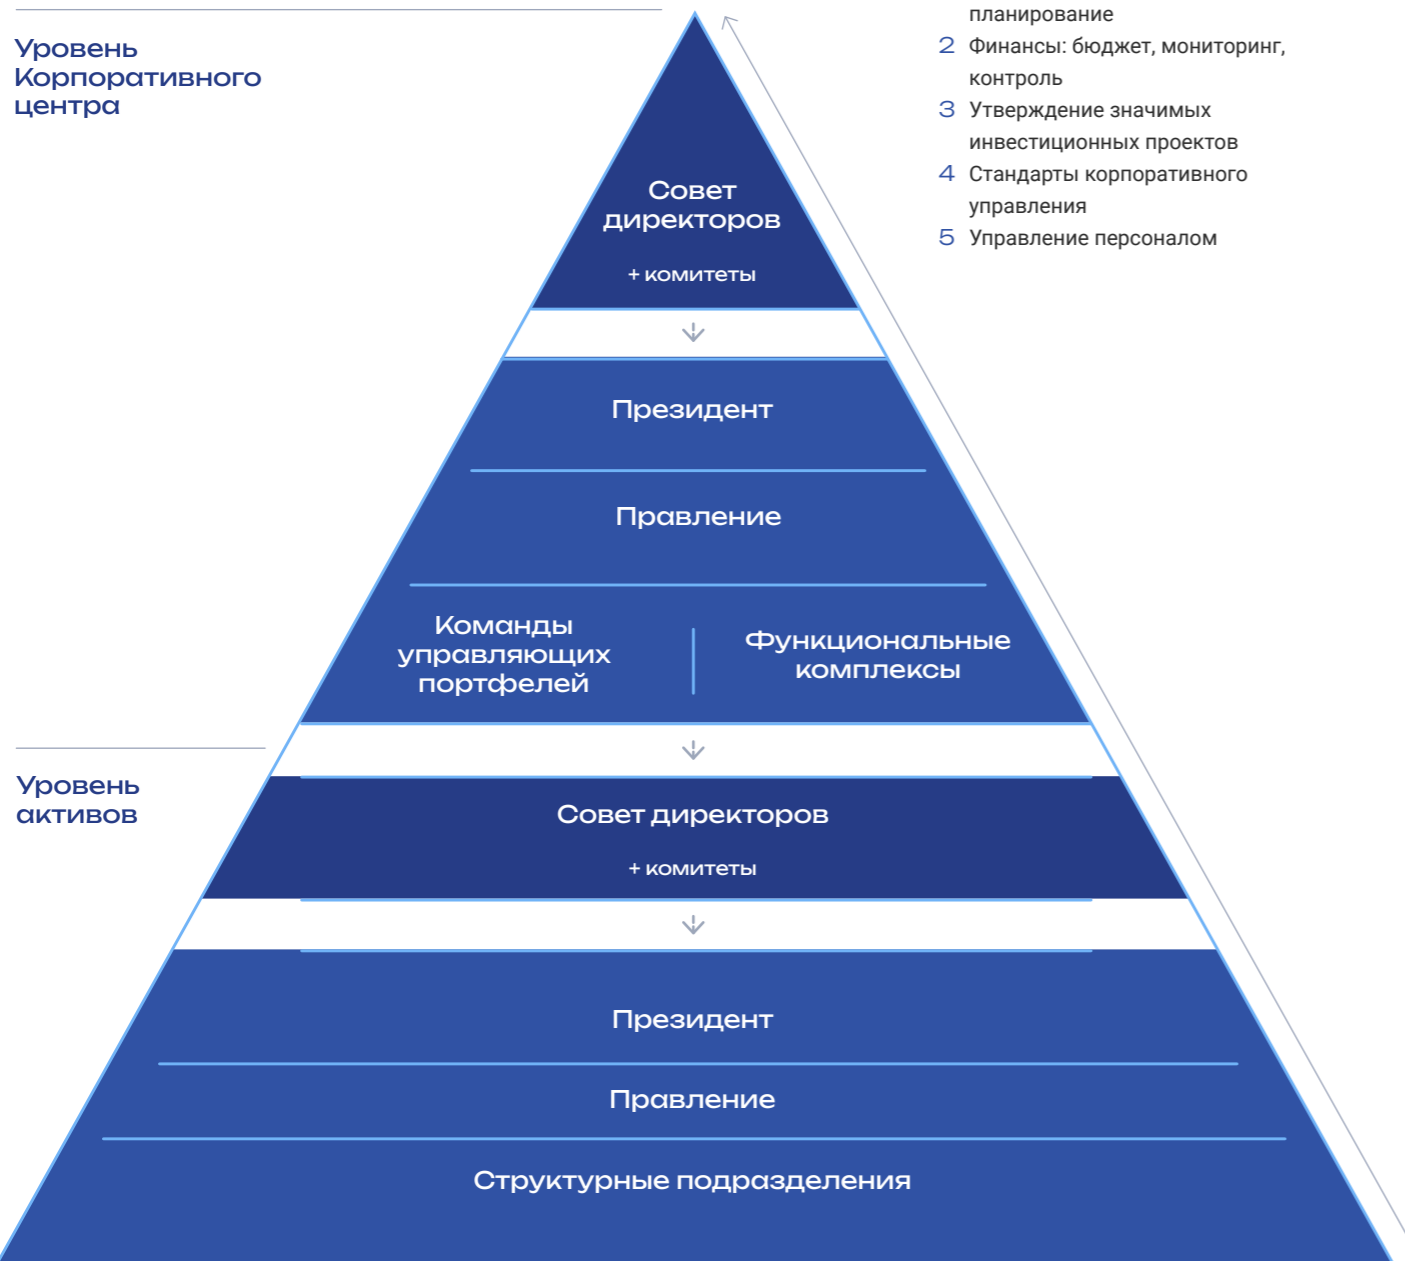 Уровень
Корпоративного
центра
планирование
2 Финансы: бюджет, мониторинг,
контроль
3 Утверждение значимых
инвестиционных проектов
4 Стандарты корпоративного
управления
5 Управление персоналом
Совет
директоров
+ комитеты
Президент
Правление
Команды
управляющих
портфелей
Функциональные
комплексы
Уровень
активов
Совет директоров
+ комитеты
Президент
Правление
Структурные подразделения